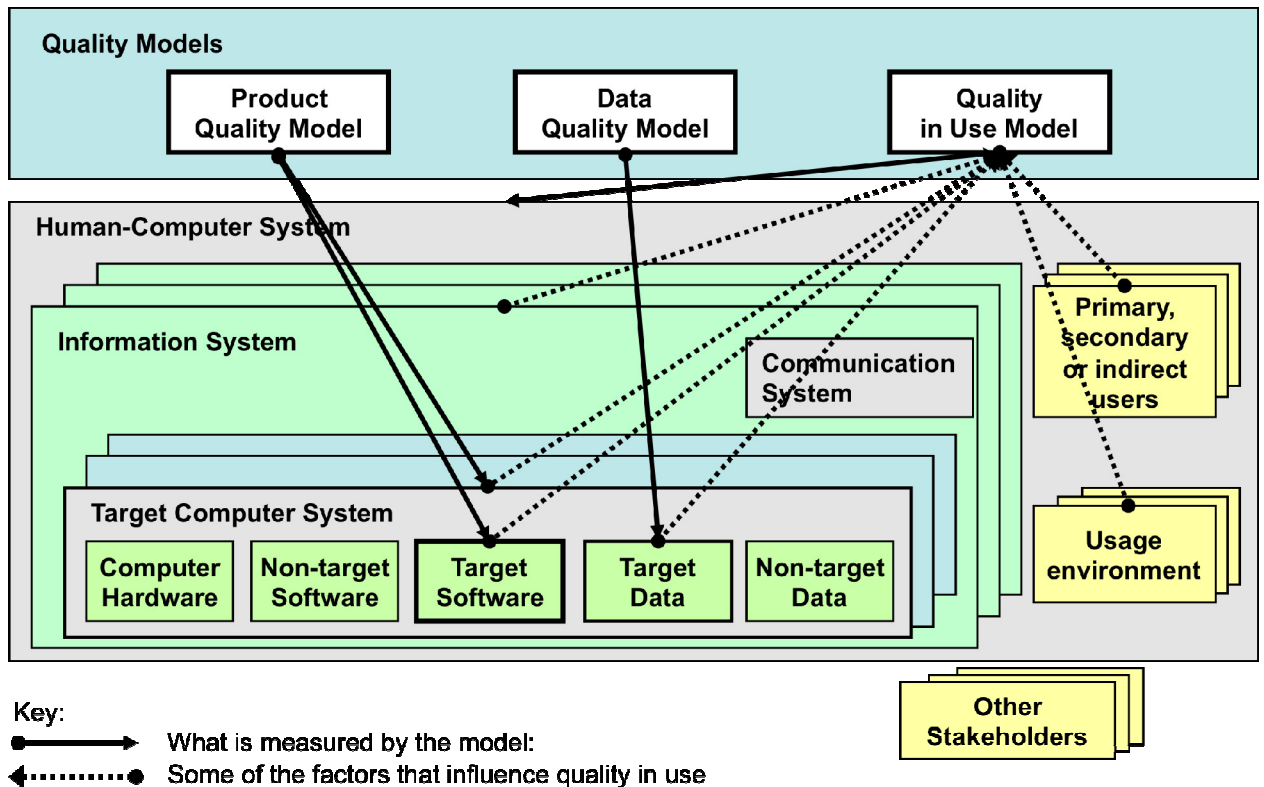 Quality Models
Product
Quality Model
Data
Quality Model
Quality
in Use Model
Human-Computer System
Information System
Communication
System
Primary,
secondary
or indirect
users
Target Computer System
Computer
Hardware
Non-target
Software
Target
Software
Target
Data
Non-target
Data
Usage
environment
Other
Stakeholders
Key:
What is measured by the model:
Some of the factors that influence quality in use